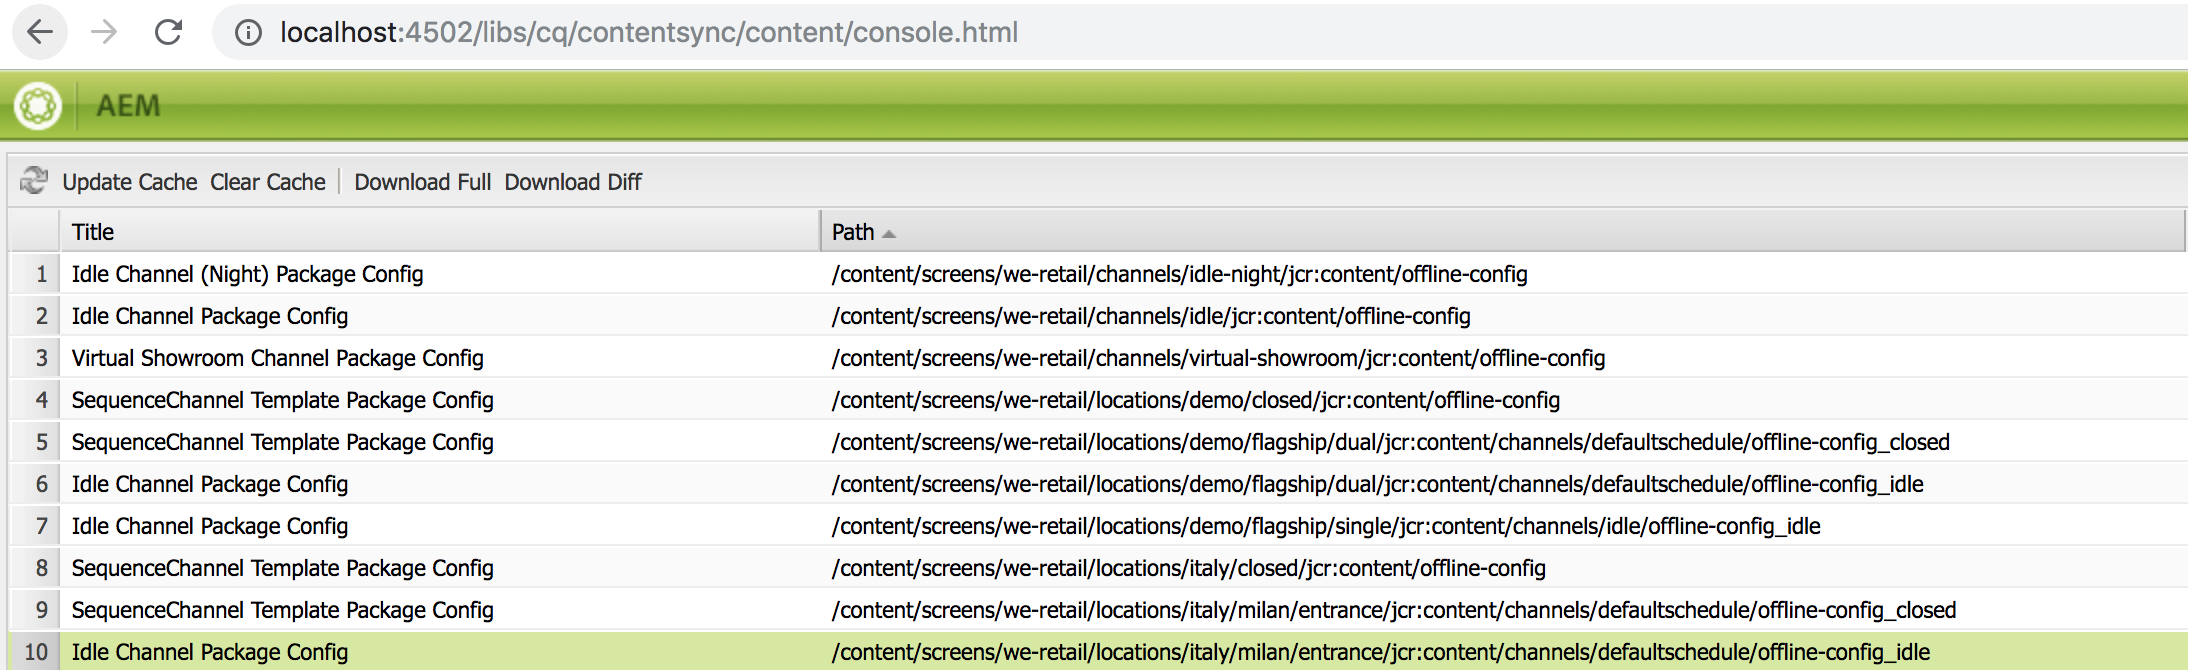 localhost:4502/libs/cq/contentsync/content/console.html
AEM
Update Cache Clear Cache Download Full Download Diff
Title Path
1 Idle Channel (Night) Package Config /content/screens/we-retail/channels/idle-night/jcr:content/offline-config
2 Idle Channel Package Config /content/screens/we-retail/channels/idle/jcr:content/offline-config
3 Virtual Showroom Channel Package Config /content/screens/we-retail/channels/virtual-showroom/jcr:content/offline-config
4 SequenceChannel Template Package Config /content/screens/we-retail/locations/demo/closed/jcr:content/offline-config
5 SequenceChannel Template Package Config /content/screens/we-retail/locations/demo/flagship/dual/jcr:content/channels/defaultschedule/offline-config_closed
6 Idle Channel Package Config /content/screens/we-retail/locations/demo/flagship/dual/jcr:content/channels/defaultschedule/offline-config_idle
7 Idle Channel Package Config /content/screens/we-retail/locations/demo/flagship/single/jcr:content/channels/idle/offline-config_idle
8 SequenceChannel Template Package Config /content/screens/we-retail/locations/italy/closed/jcr:content/offline-config
9 SequenceChannel Template Package Config /content/screens/we-retail/locations/italy/milan/entrance/jcr:content/channels/defaultschedule/offline-config_closed
10 Idle Channel Package Config /content/screens/we-retail/locations/italy/milan/entrance/jcr:content/channels/defaultschedule/offline-config_idle